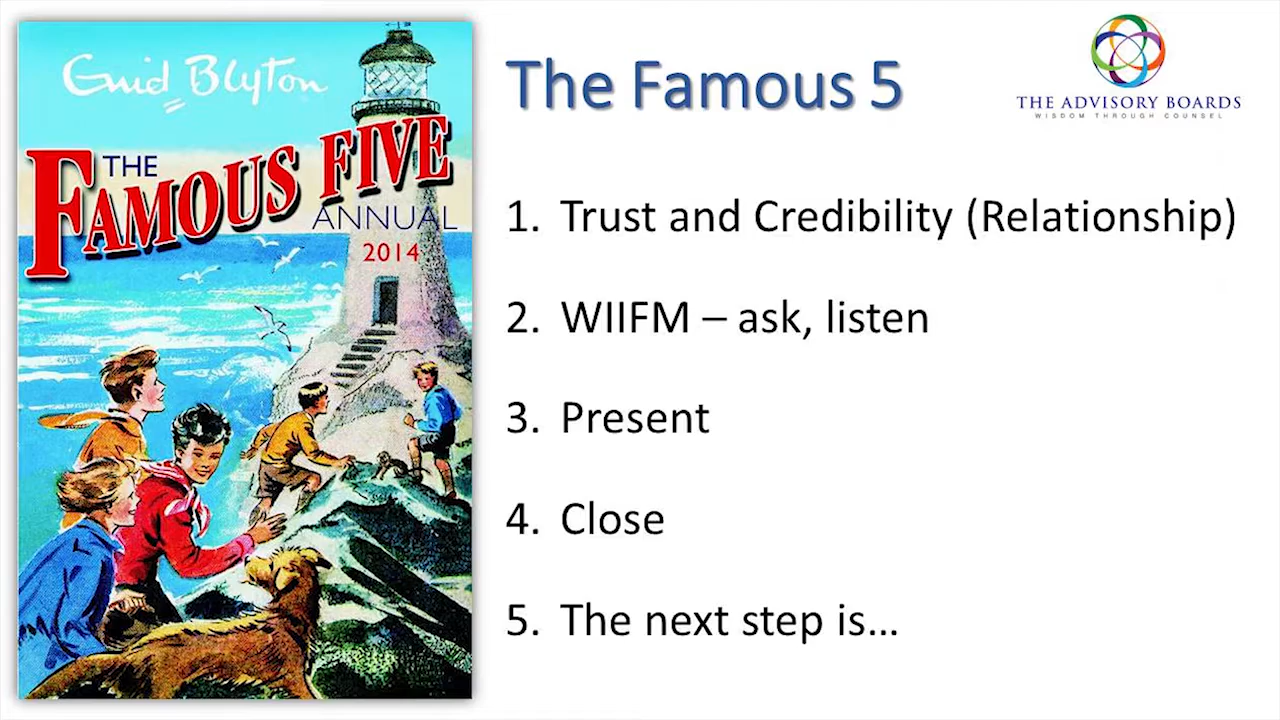 Enid Blyton
THE
FAMOUS FIVE
ANNUAL
2014
The Famous 5
THE ADVISORY BOARDS
WISDOM THROUGH COUNSEL
1. Trust and Credibility (Relationship)
2. WIIFM – ask, listen
3. Present
4. Close
5. The next step is...